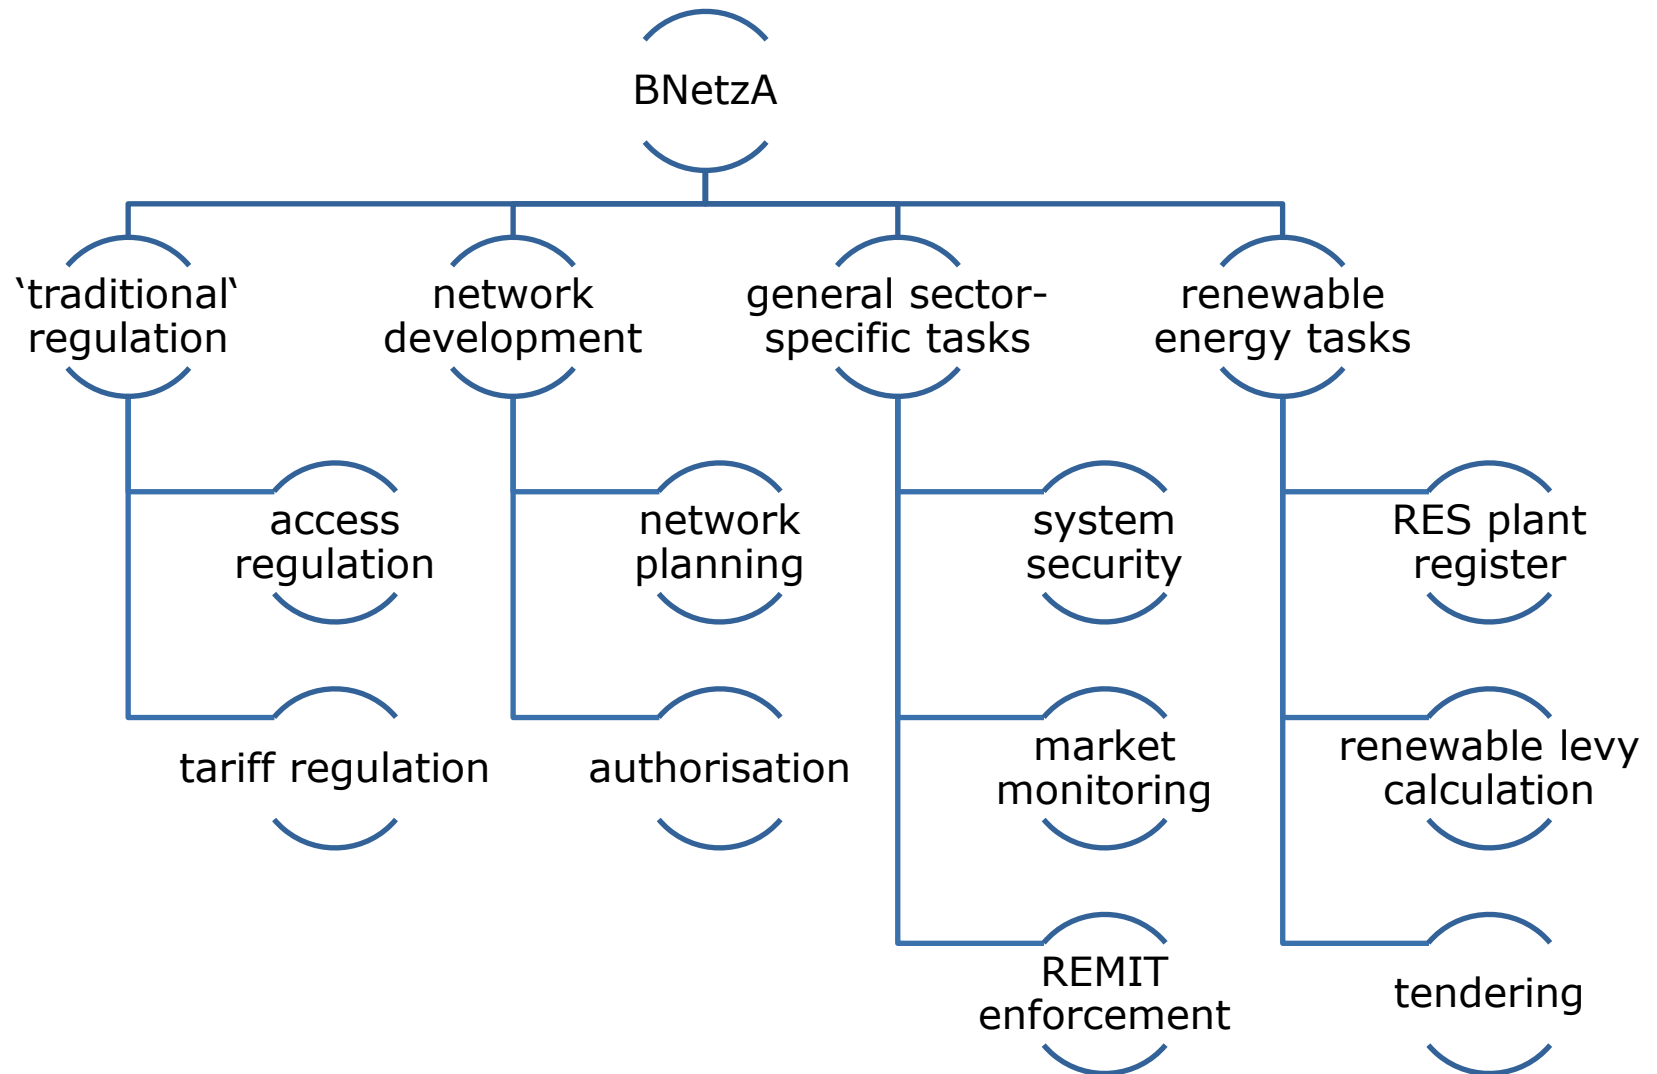 BNetzA
‘traditional‘
regulation
network
development
general sector-
specific tasks
renewable
energy tasks
access
regulation
network
planning
system
security
RES plant
register
tariff regulation
authorisation
market
monitoring
renewable levy
calculation
REMIT
enforcement
tendering